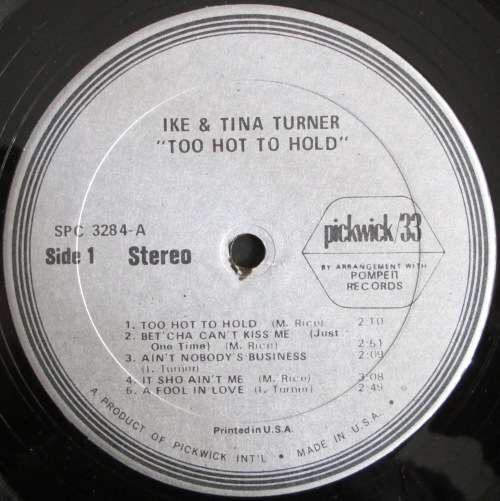 IKE & TINA TURNER
"TOO HOT TO HOLD"
SPC 3284-A
Side 1 Stereo
pickwick/33
BY ARRANGEMENT WITH
POMPEII
RECORDS
1. TOO HOT TO HOLD (M. Rice) 2:10
2. BET'CHA CAN'T KISS ME (Just
One Time) (M. Rice) 2:51
3. AIN'T NOBODY'S BUSINESS 2:09
(I. Turner)
4. IT SHO AIN'T ME (M. Rice) 3:08
5. A FOOL IN LOVE (I. Turner) 2:49
Printed in U.S.A.
A PRODUCT OF PICKWICK INT'L • MADE IN U.S.A. •